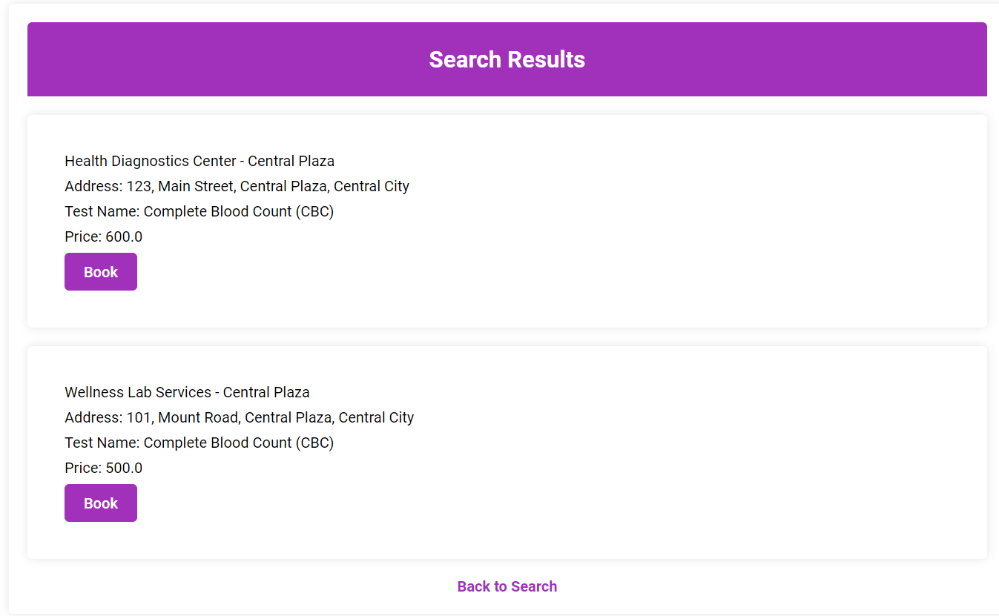 Search Results
Health Diagnostics Center - Central Plaza
Address: 123, Main Street, Central Plaza, Central City
Test Name: Complete Blood Count (CBC)
Price: 600.0
Book
Wellness Lab Services - Central Plaza
Address: 101, Mount Road, Central Plaza, Central City
Test Name: Complete Blood Count (CBC)
Price: 500.0
Book
Back to Search